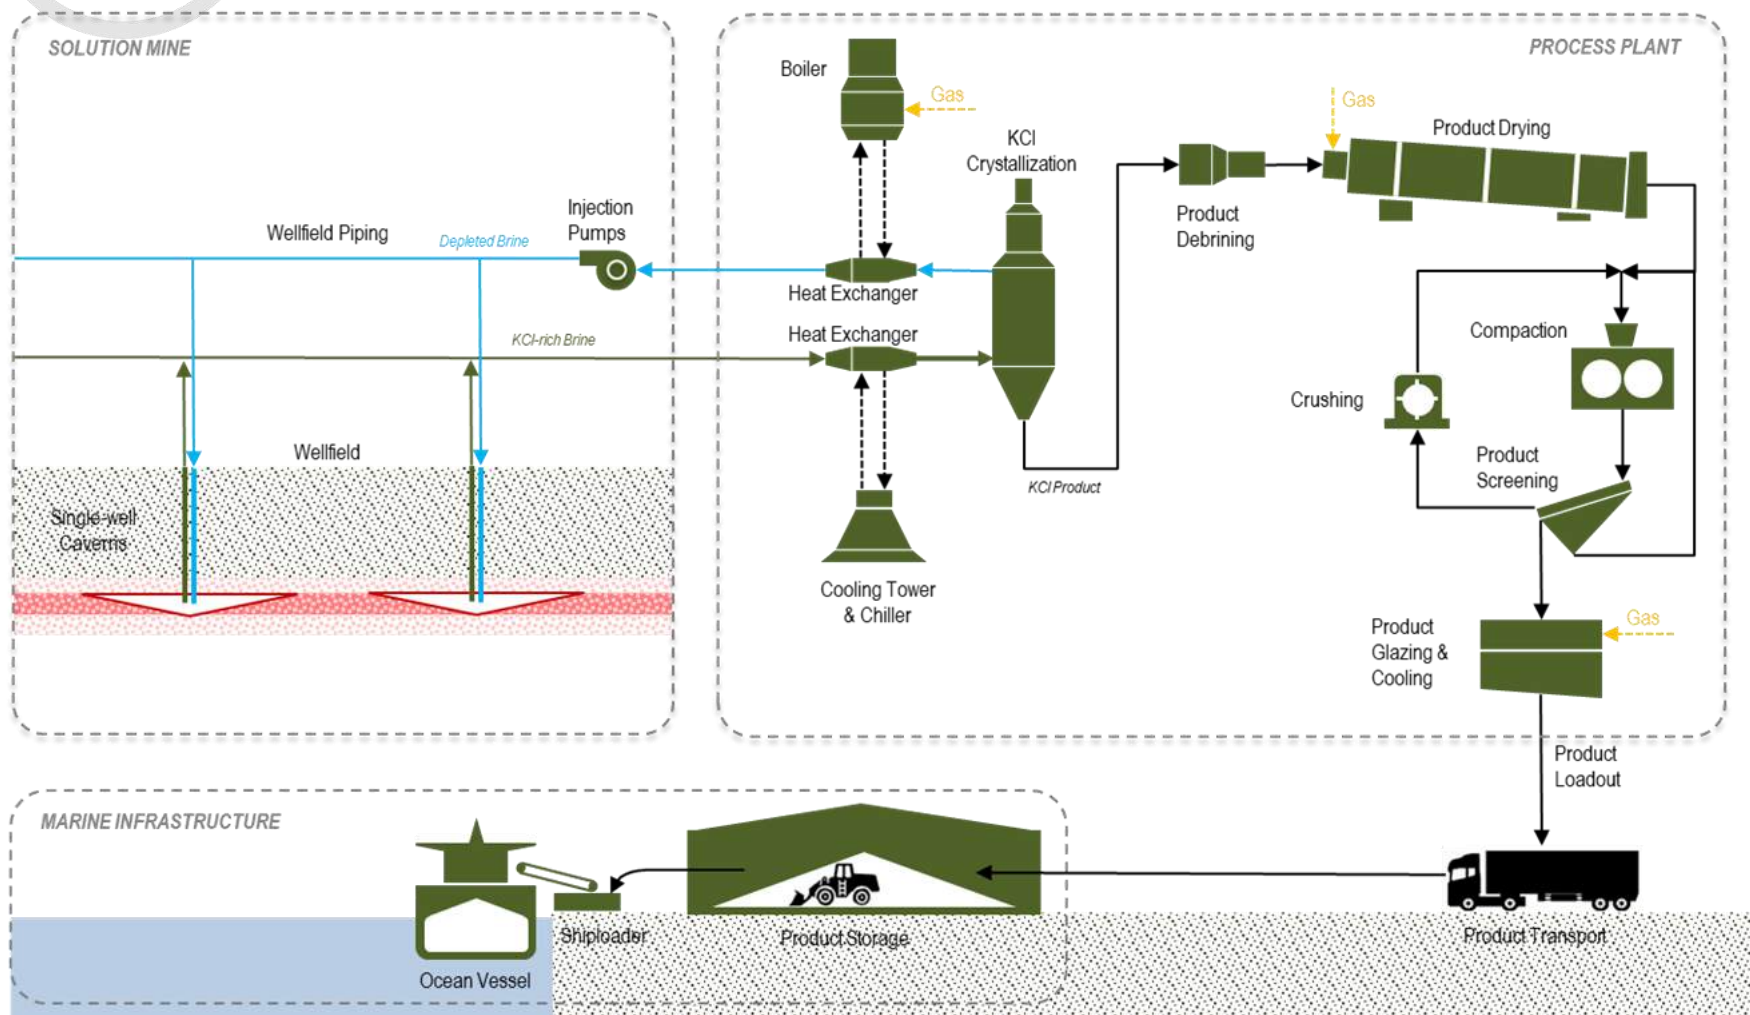 SOLUTION MINE
PROCESS PLANT
Boiler
Gas
Gas
Product Drying
KCl
Crystallization
Injection
Pumps
Wellfield Piping
Depleted Brine
Product
Debrining
Heat Exchanger
Heat Exchanger
KCl-rich Brine
Compaction
Crushing
Wellfield
Product
Screening
KCl Product
Single-well
Caverns
Cooling Tower
& Chiller
Product
Glazing &
Cooling
Gas
Product
Loadout
MARINE INFRASTRUCTURE
Shiploader
Product Storage
Product Transport
Ocean Vessel